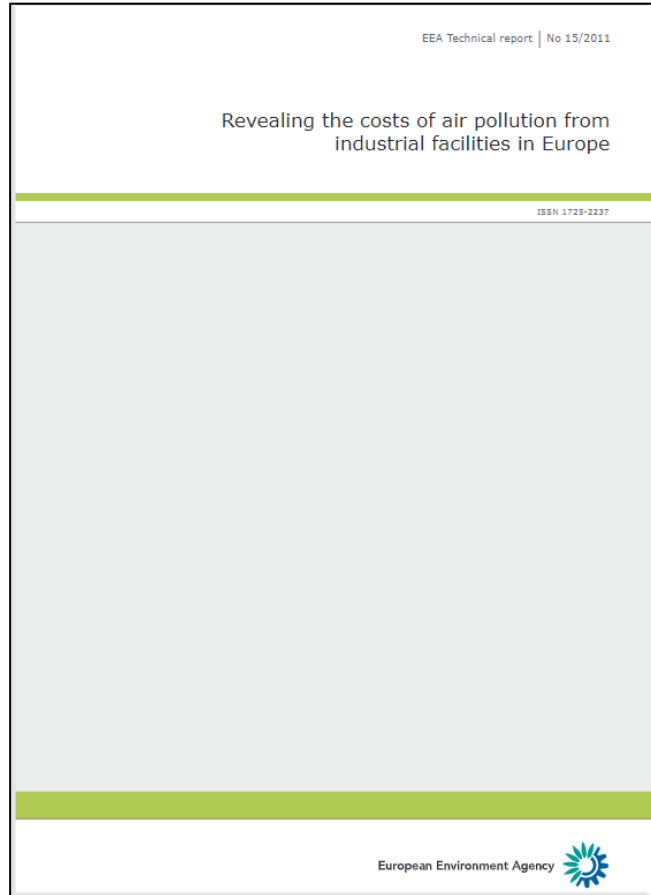 EEA Technical report | No 15/2011
Revealing the costs of air pollution from
industrial facilities in Europe
ISSN 1725-2237
European Environment Agency